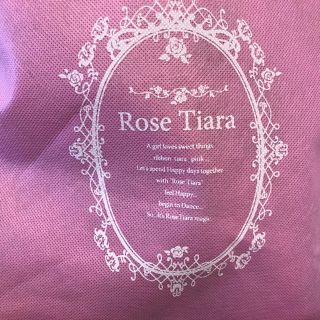 Rose Tiara
A girl loves sweet things
ribbon cura pink...
Let's spend Happy days together
with "Rose Tiara"
feel Happy...
begin to Dance...
So...It's Rose Tiara magic